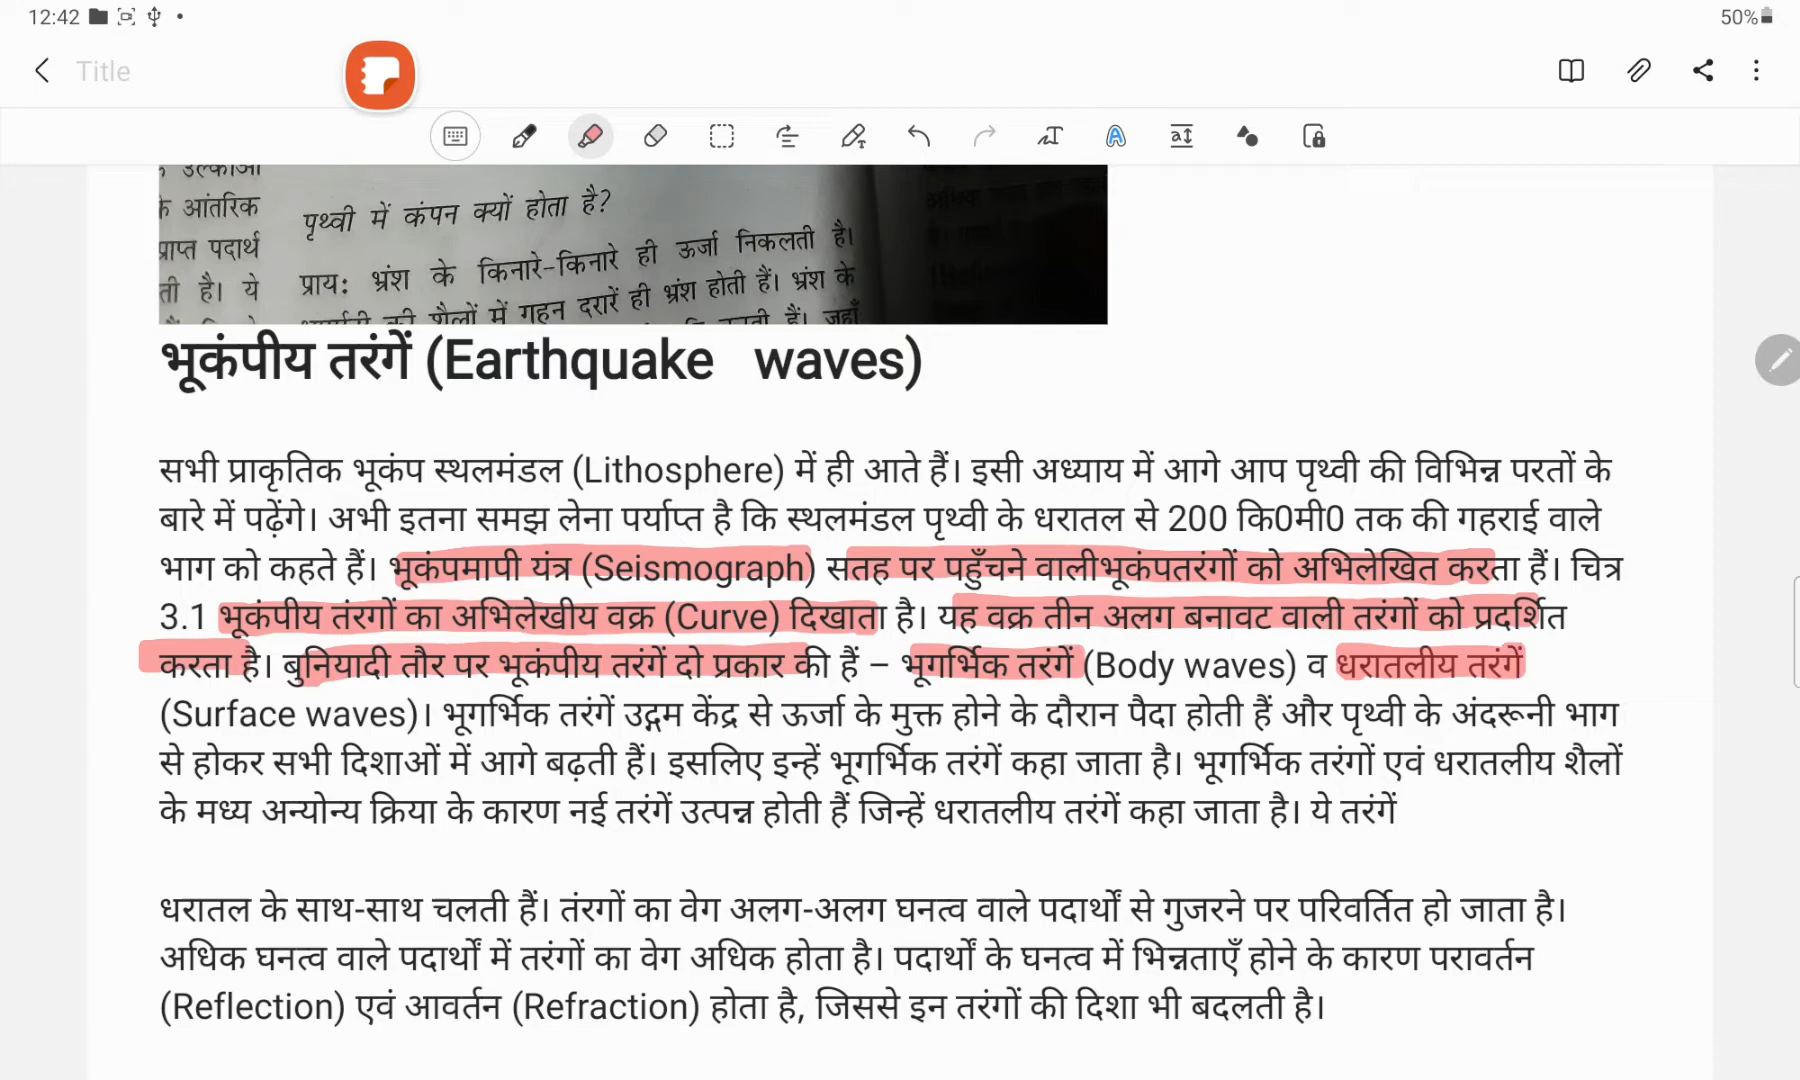 12:42
50%
Title
उल्काओं
के आंतरिक
प्राप्त पदार्थ
ती है। ये
पृथ्वी में कंपन क्यों होता है?
प्राय: भ्रंश के किनारे-किनारे ही ऊर्जा निकलती है।
की शैलों में गहन दरारें ही भ्रंश होती हैं। भ्रंश के
हैं। जहाँ
भूकंपीय तरंगें (Earthquake waves)
सभी प्राकृतिक भूकंप स्थलमंडल (Lithosphere) में ही आते हैं। इसी अध्याय में आगे आप पृथ्वी की विभिन्न परतों के
बारे में पढ़ेंगे। अभी इतना समझ लेना पर्याप्त है कि स्थलमंडल पृथ्वी के धरातल से 200 कि0मी0 तक की गहराई वाले
भाग को कहते हैं। भूकंपमापी यंत्र (Seismograph) सतह पर पहुँचने वालीभूकंपतरंगों को अभिलेखित करता हैं। चित्र
3.1 भूकंपीय तंरगों का अभिलेखीय वक्र (Curve) दिखाता है। यह वक्र तीन अलग बनावट वाली तरंगों को प्रदर्शित
करता है। बुनियादी तौर पर भूकंपीय तरंगें दो प्रकार की हैं – भूगर्भिक तरंगें (Body waves) व धरातलीय तरंगें
(Surface waves)। भूगर्भिक तरंगें उद्गम केंद्र से ऊर्जा के मुक्त होने के दौरान पैदा होती हैं और पृथ्वी के अंदरूनी भाग
से होकर सभी दिशाओं में आगे बढ़ती हैं। इसलिए इन्हें भूगर्भिक तरंगें कहा जाता है। भूगर्भिक तरंगों एवं धरातलीय शैलों
के मध्य अन्योन्य क्रिया के कारण नई तरंगें उत्पन्न होती हैं जिन्हें धरातलीय तरंगें कहा जाता है। ये तरंगें
धरातल के साथ-साथ चलती हैं। तंरगों का वेग अलग-अलग घनत्व वाले पदार्थों से गुजरने पर परिवर्तित हो जाता है।
अधिक घनत्व वाले पदार्थों में तरंगों का वेग अधिक होता है। पदार्थों के घनत्व में भिन्नताएँ होने के कारण परावर्तन
(Reflection) एवं आवर्तन (Refraction) होता है, जिससे इन तरंगों की दिशा भी बदलती है।